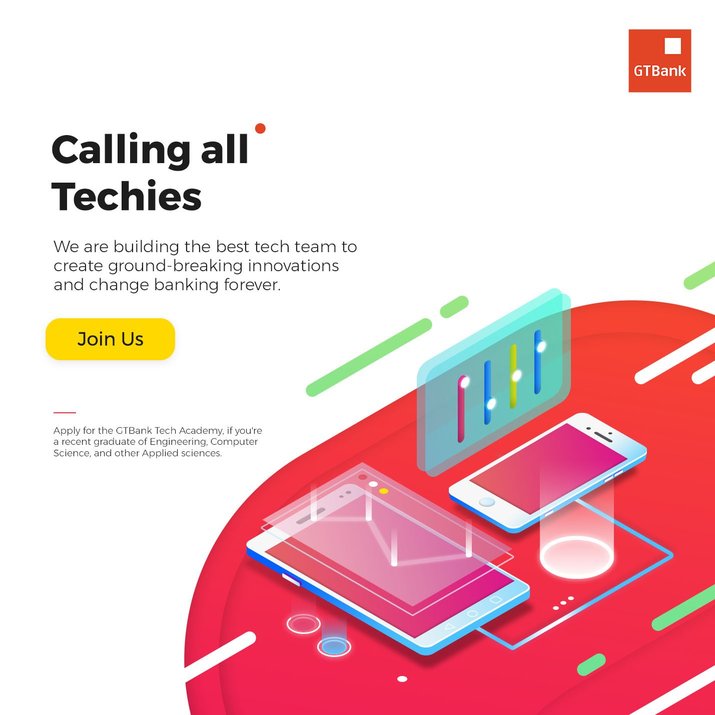 GTBank
Calling all
Techies
We are building the best tech team to
create ground-breaking innovations
and change banking forever.
Join Us
Apply for the GTBank Tech Academy, if you're
a recent graduate of Engineering, Computer
Science, and other Applied sciences.